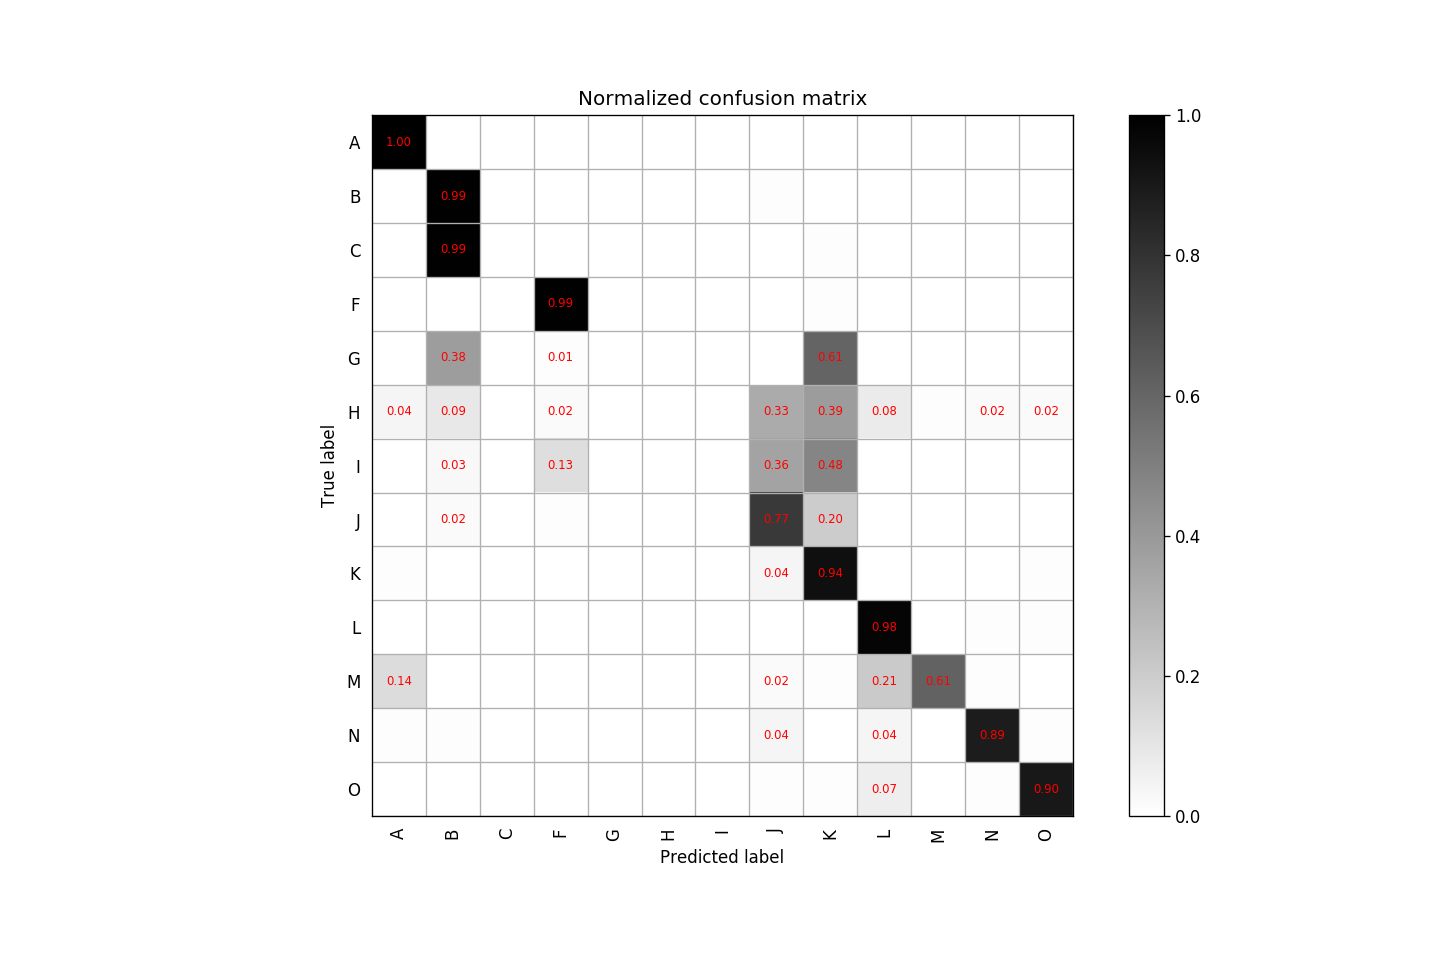 Normalized confusion matrix
A 1.00
B 0.99
C 0.99
F 0.99
G 0.38 0.01 0.61
H 0.04 0.09 0.02 0.33 0.39 0.08 0.02 0.02
I 0.03 0.13 0.36 0.48
J 0.02 0.77 0.20
K 0.04 0.94
L 0.98
M 0.14 0.02 0.21 0.61
N 0.04 0.04 0.89
O 0.07 0.90
True label
A B C F G H I J K L M N O
Predicted label
1.0
0.8
0.6
0.4
0.2
0.0